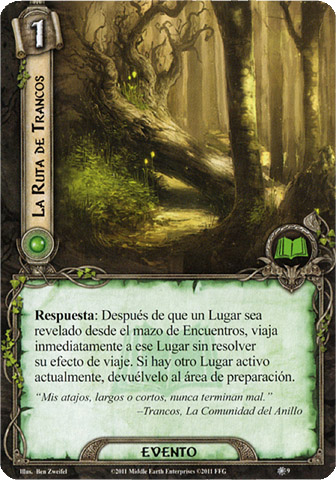 1
LA RUTA DE TRANCOS
Respuesta: Después de que un Lugar sea
revelado desde el mazo de Encuentros, viaja
inmediatamente a ese Lugar sin resolver
su efecto de viaje. Si hay otro Lugar activo
actualmente, devuélvelo al área de preparación.
“Mis atajos, largos o cortos, nunca terminan mal.”
–Trancos, La Comunidad del Anillo
EVENTO
Illus. Ben Zweifel
©2011 Middle Earth Enterprises ©2011 FFG
9